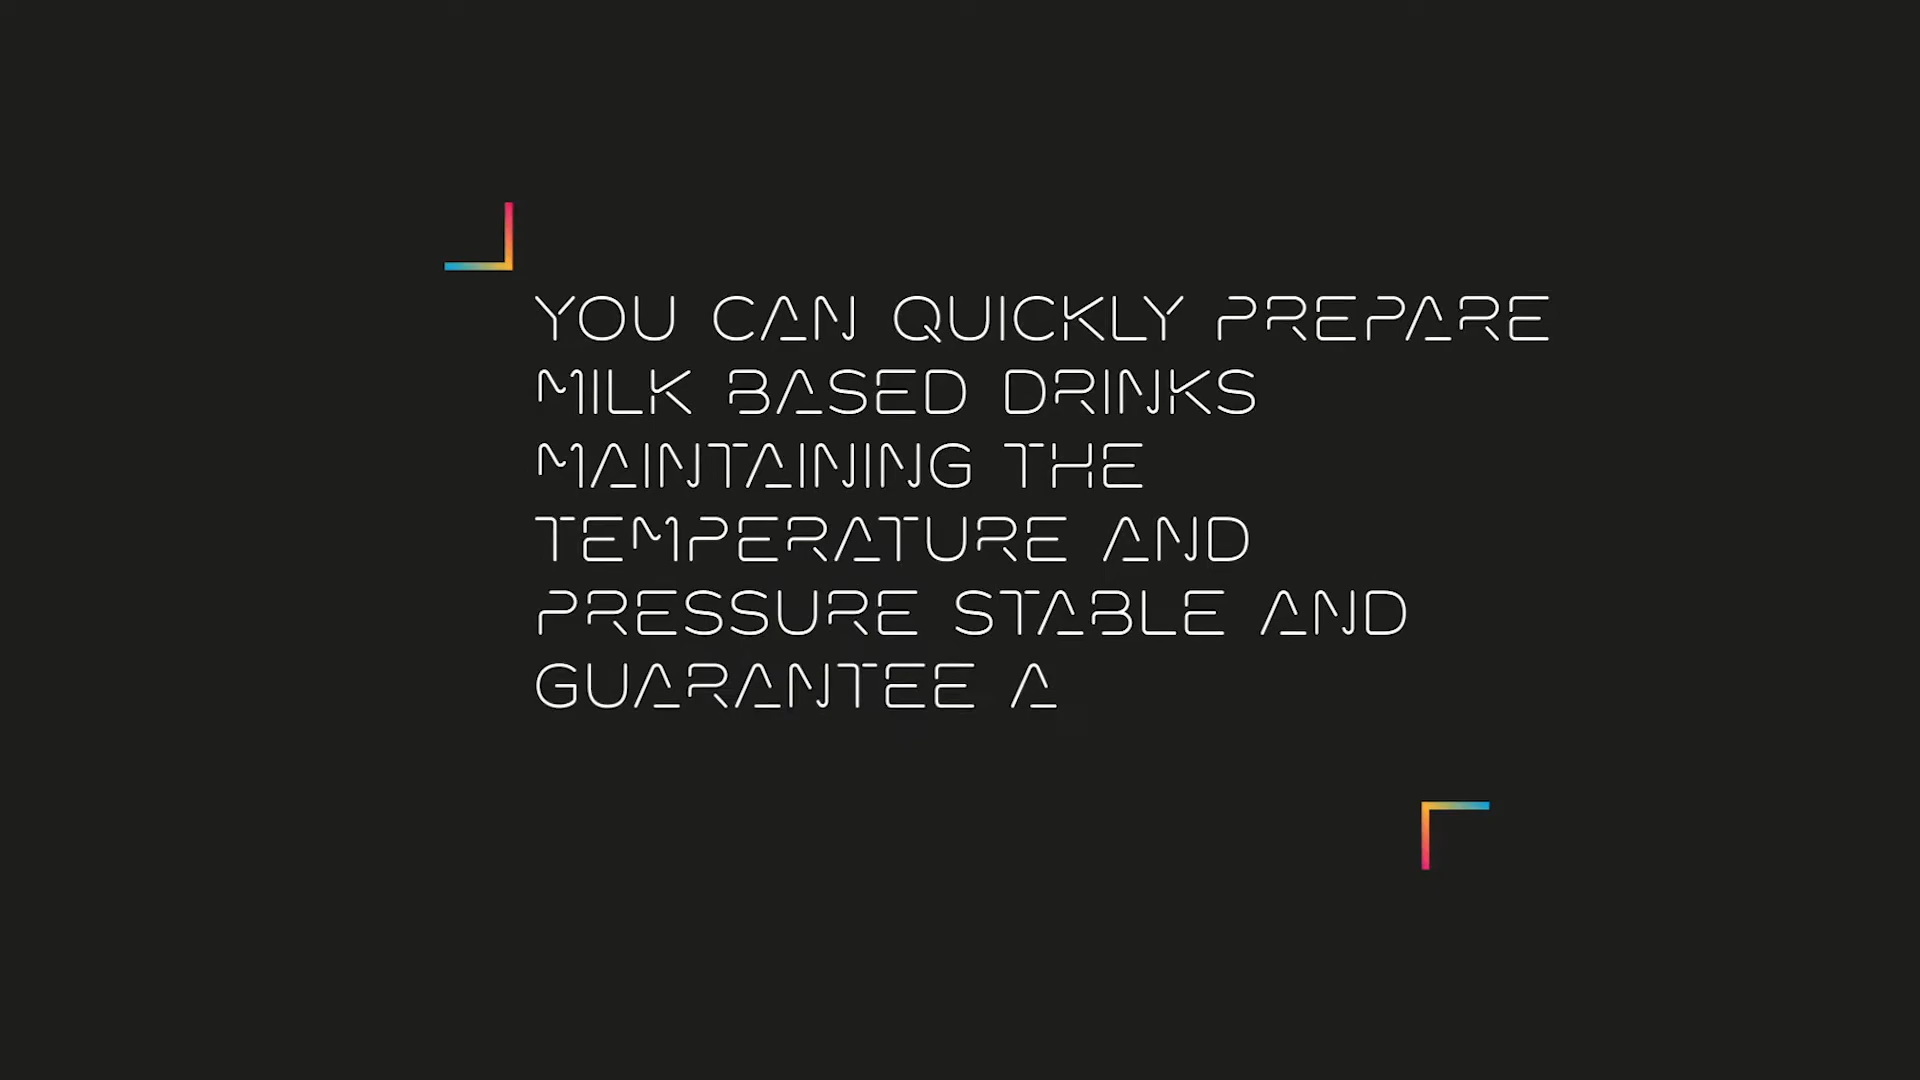 YOU CAN QUICKLY PREPARE
MILK BASED DRINKS
MAINTAINING THE
TEMPERATURE AND
PRESSURE STABLE AND
GUARANTEE A